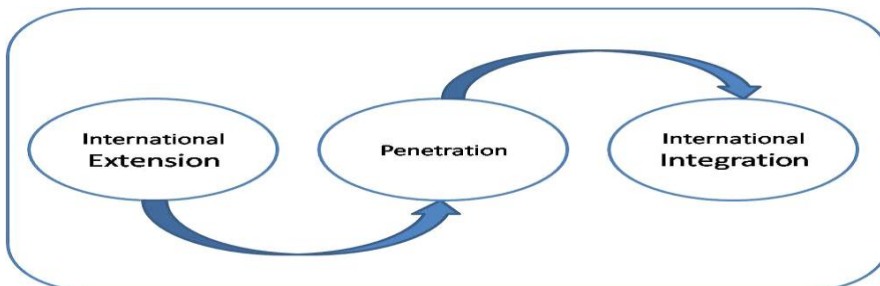 International
Extension
Penetration
International
Integration